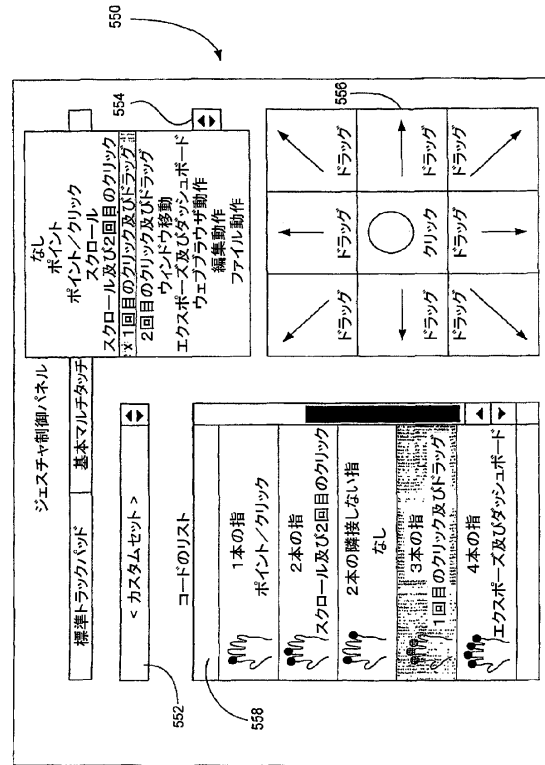 550
ジェスチャ制御パネル
標準トラックパッド
基本マルチタッチ
なし
ポイント
ポイント／クリック
スクロール
スクロール及び2回目のクリック
1回目のクリック及びドラッグ
2回目のクリック及びドラッグ
ウィンドウ移動
エクスポーズ及びダッシュボード
ウェブブラウザ動作
編集動作
ファイル動作
554
552
< カスタムセット >
558
コードのリスト
1本の指
ポイント／クリック
2本の指
スクロール及び2回目のクリック
2本の隣接しない指
なし
3本の指
1回目のクリック及びドラッグ
4本の指
エクスポーズ及びダッシュボード
556
ドラッグ
ドラッグ
ドラッグ
ドラッグ
クリック
ドラッグ
ドラッグ
ドラッグ
ドラッグ